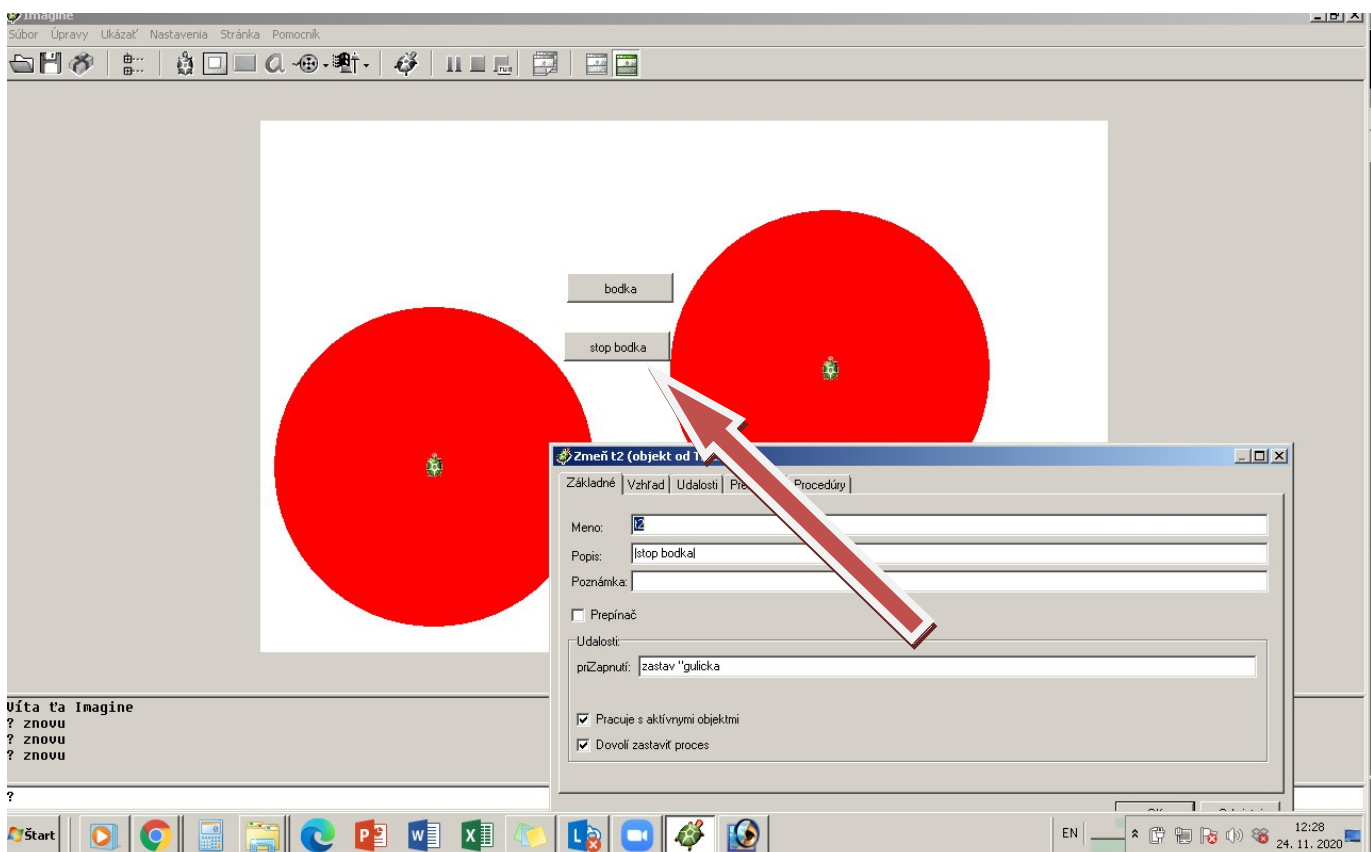 Imagine
Súbor Úpravy Ukázať Nastavenia Stránka Pomocník
bodka
stop bodka
Zmeň t2 (objekt od
Základné Vzhľad Udalosti Procedúry
Meno: t2
Popis: |stop bodka|
Poznámka:
Prepínač
Udalosti:
priZapnutí: zastav "gulicka
Pracuje s aktívnymi objektmi
Dovolí zastaviť proces
Víta ťa Imagine
? znovu
? znovu
? znovu
?
Štart EN 12:28
24. 11. 2020